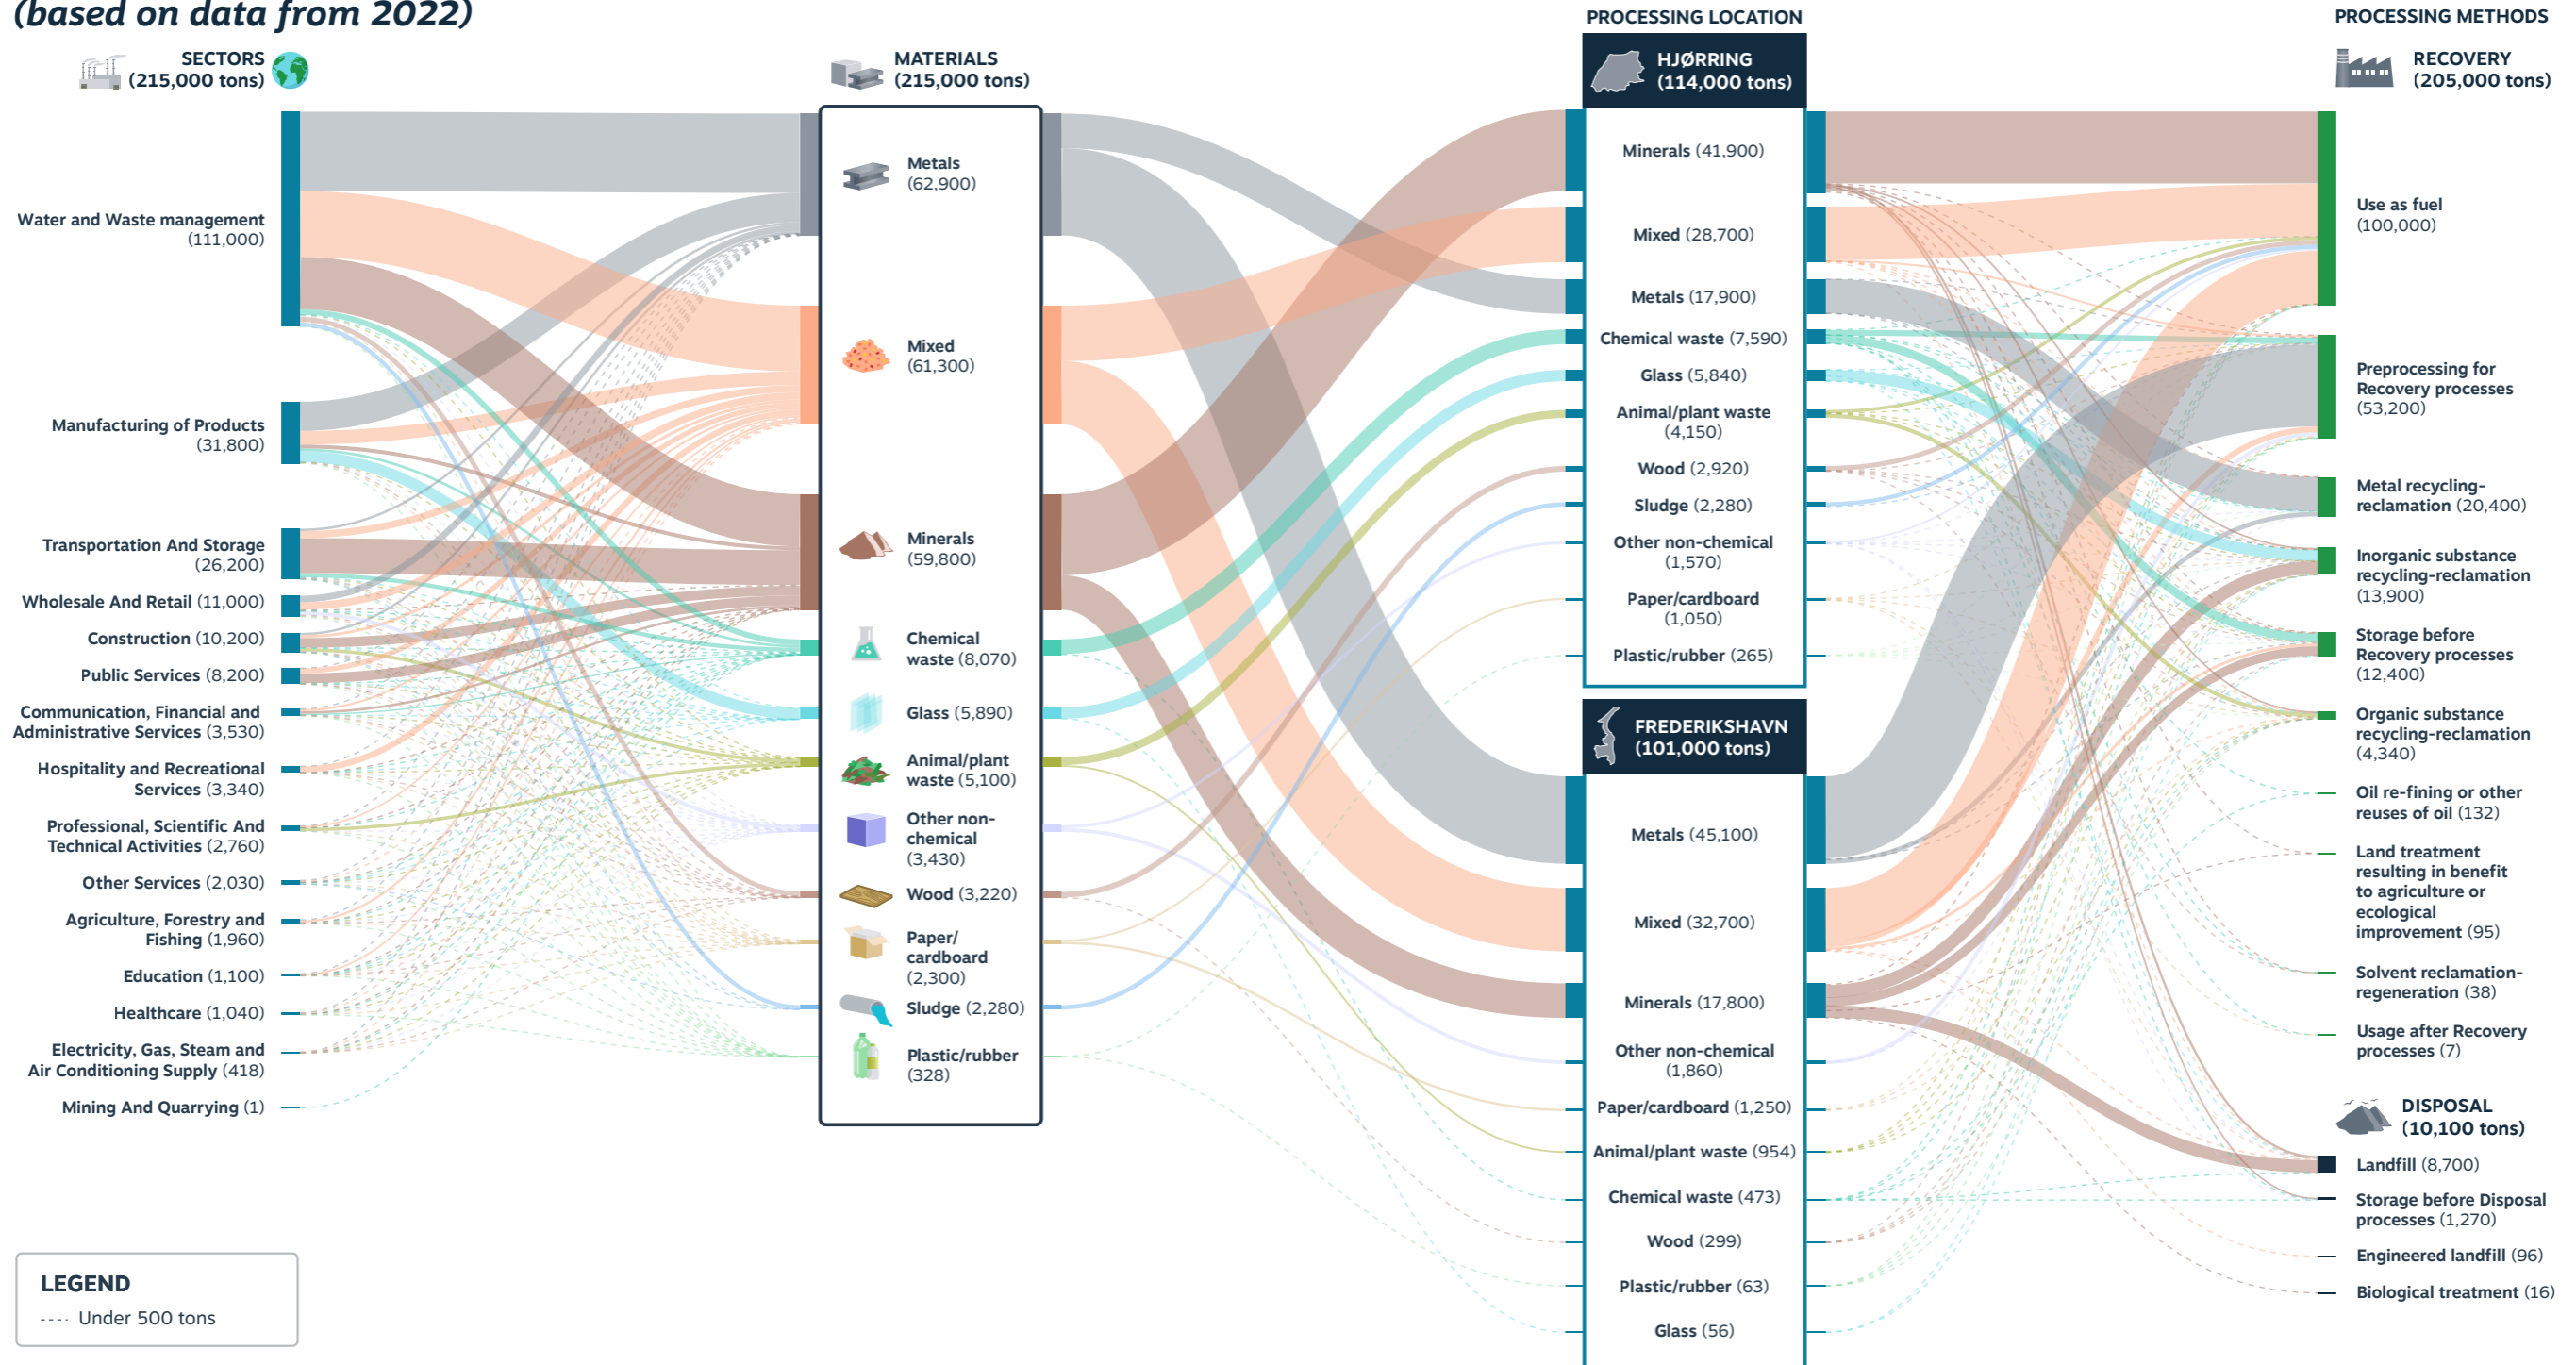 (based on data from 2022)
SECTORS
(215,000 tons)
Water and Waste management
(111,000)
Manufacturing of Products
(31,800)
Transportation And Storage
(26,200)
Wholesale And Retail (11,000)
Construction (10,200)
Public Services (8,200)
Communication, Financial and
Administrative Services (3,530)
Hospitality and Recreational
Services (3,340)
Professional, Scientific And
Technical Activities (2,760)
Other Services (2,030)
Agriculture, Forestry and
Fishing (1,960)
Education (1,100)
Healthcare (1,040)
Electricity, Gas, Steam and
Air Conditioning Supply (418)
Mining And Quarrying (1)
LEGEND
Under 500 tons
MATERIALS
(215,000 tons)
Metals
(62,900)
Mixed
(61,300)
Minerals
(59,800)
Chemical
waste (8,070)
Glass (5,890)
Animal/plant
waste (5,100)
Other non-
chemical
(3,430)
Wood (3,220)
Paper/
cardboard
(2,300)
Sludge (2,280)
Plastic/rubber
(328)
PROCESSING LOCATION
HJØRRING
(114,000 tons)
Minerals (41,900)
Mixed (28,700)
Metals (17,900)
Chemical waste (7,590)
Glass (5,840)
Animal/plant waste
(4,150)
Wood (2,920)
Sludge (2,280)
Other non-chemical
(1,570)
Paper/cardboard
(1,050)
Plastic/rubber (265)
FREDERIKSHAVN
(101,000 tons)
Metals (45,100)
Mixed (32,700)
Minerals (17,800)
Other non-chemical
(1,860)
Paper/cardboard (1,250)
Animal/plant waste (954)
Chemical waste (473)
Wood (299)
Plastic/rubber (63)
Glass (56)
PROCESSING METHODS
RECOVERY
(205,000 tons)
Use as fuel
(100,000)
Preprocessing for
Recovery processes
(53,200)
Metal recycling-
reclamation (20,400)
Inorganic substance
recycling-reclamation
(13,900)
Storage before
Recovery processes
(12,400)
Organic substance
recycling-reclamation
(4,340)
Oil re-fining or other
reuses of oil (132)
Land treatment
resulting in benefit
to agriculture or
ecological
improvement (95)
Solvent reclamation-
regeneration (38)
Usage after Recovery
processes (7)
DISPOSAL
(10,100 tons)
Landfill (8,700)
Storage before Disposal
processes (1,270)
Engineered landfill (96)
Biological treatment (16)